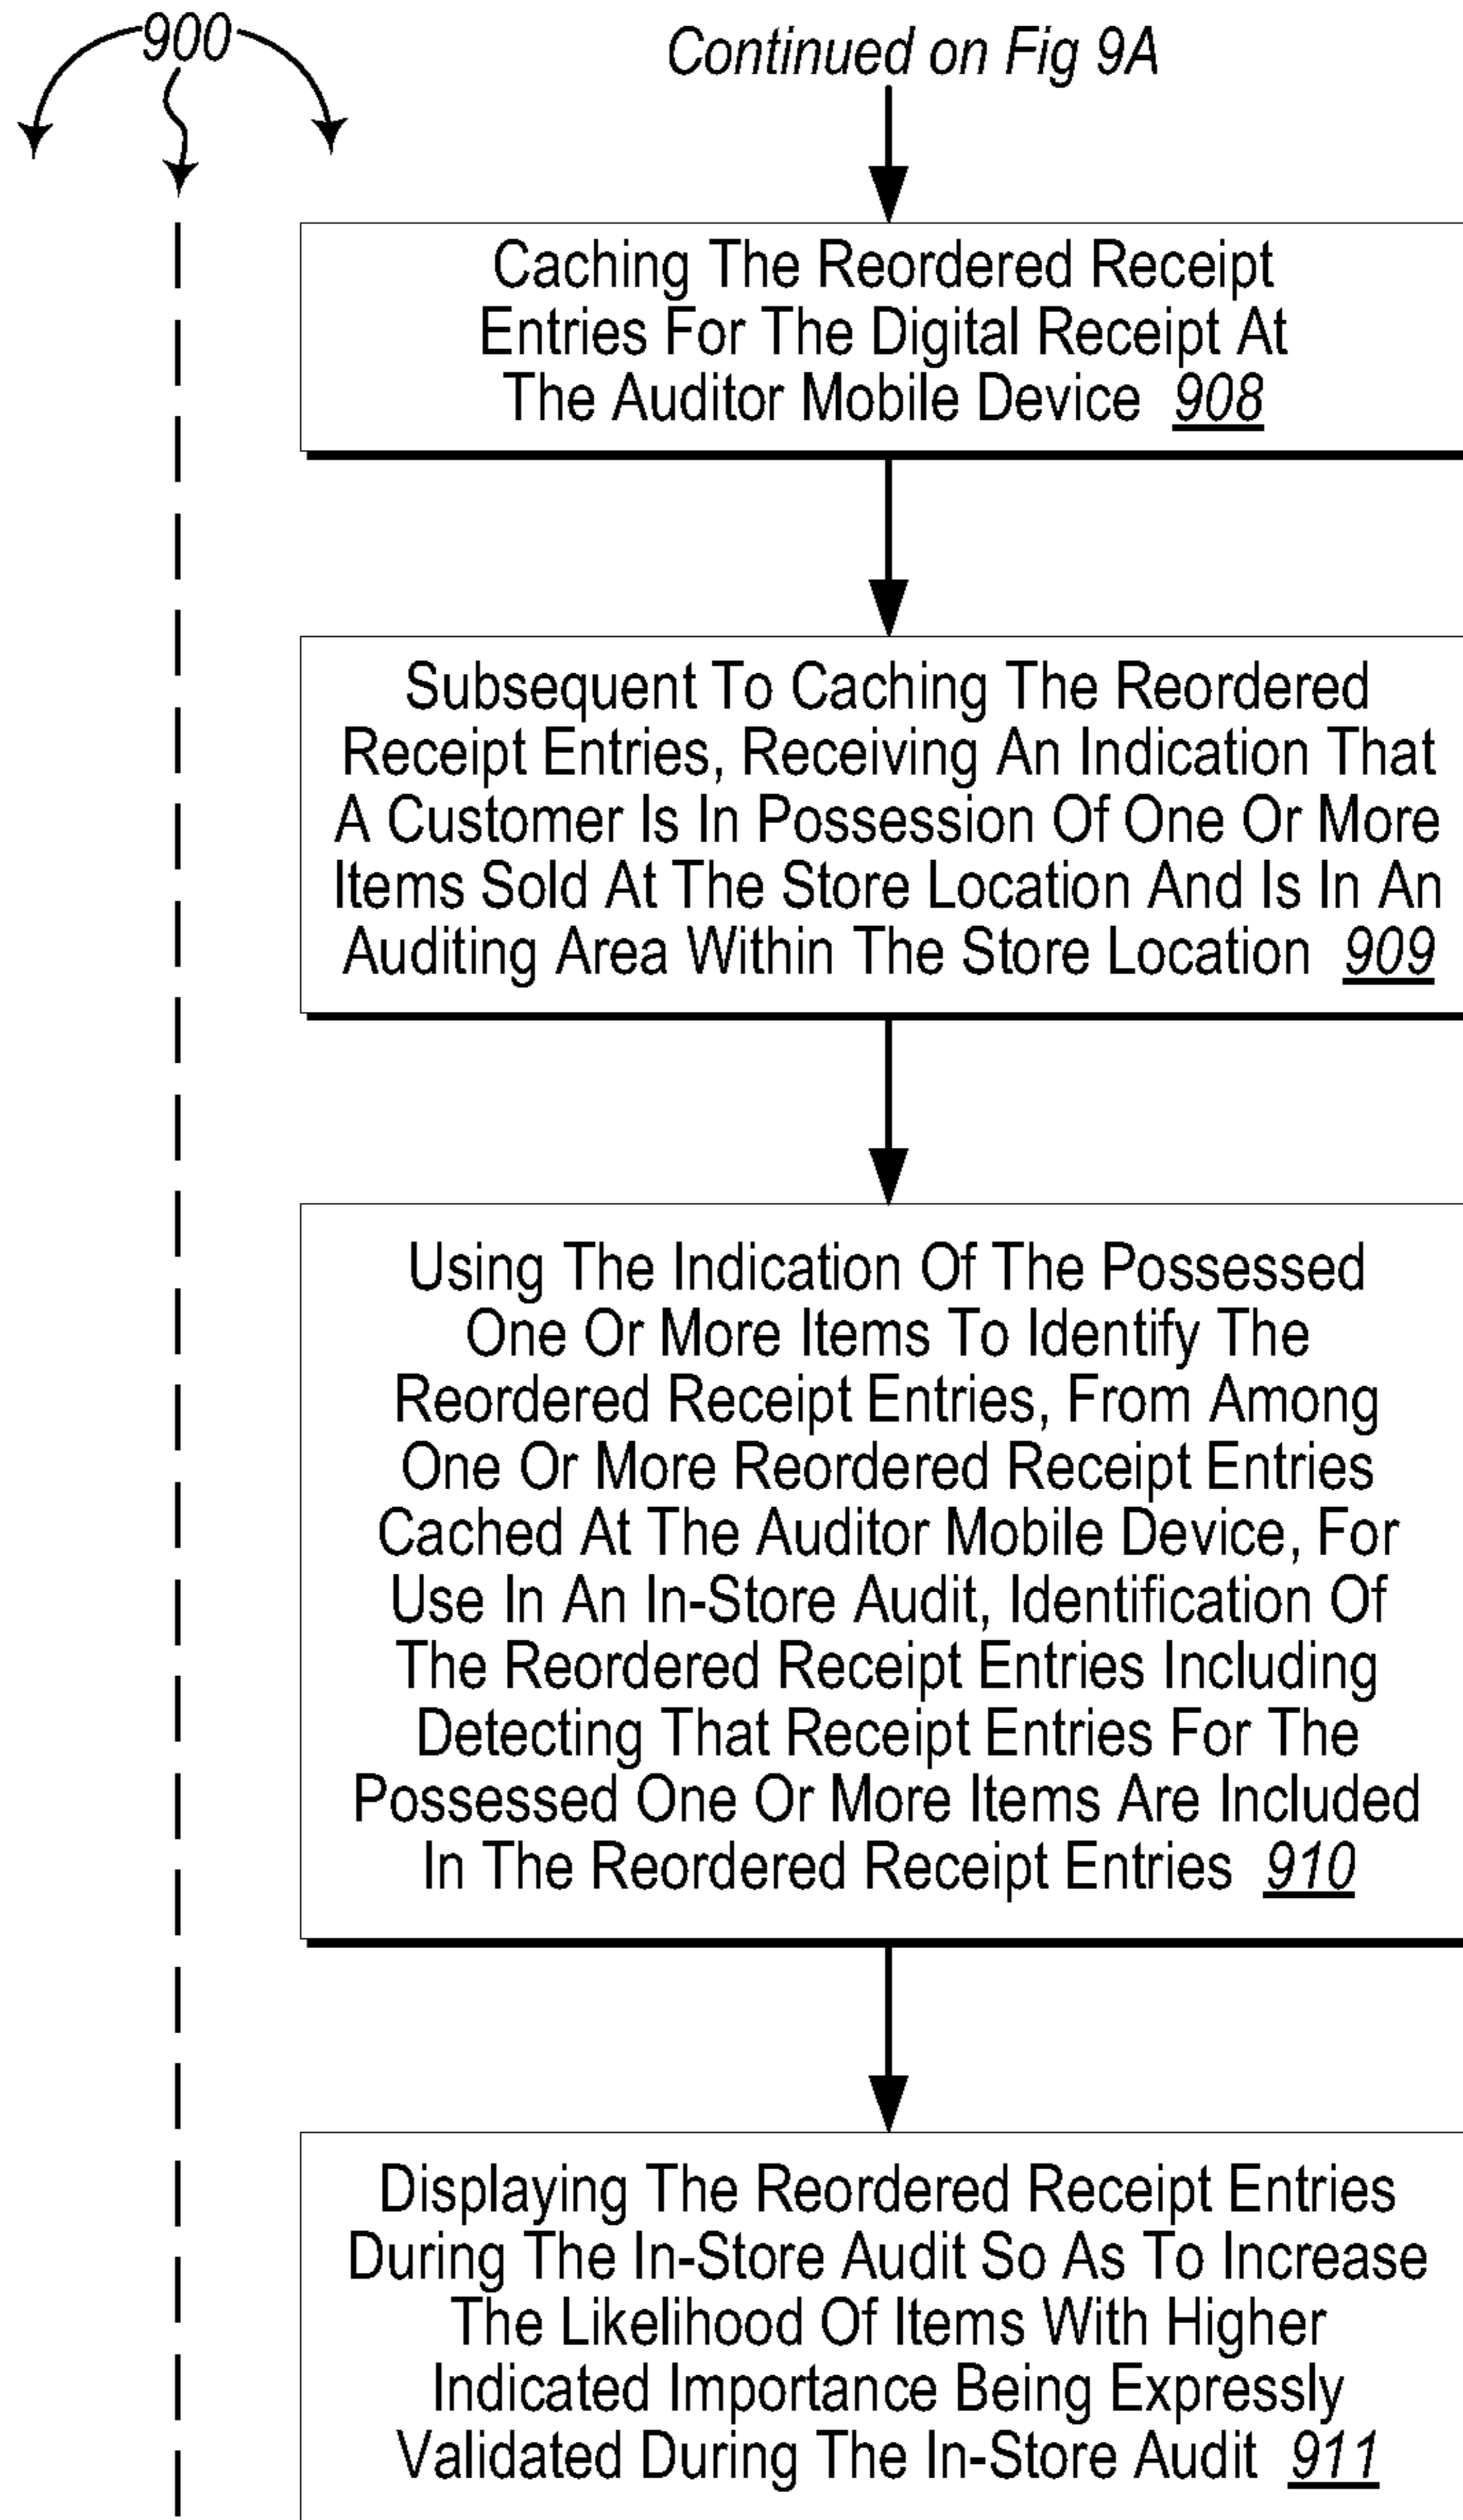 900
Continued on Fig 9A
Caching The Reordered Receipt
Entries For The Digital Receipt At
The Auditor Mobile Device 908
Subsequent To Caching The Reordered
Receipt Entries, Receiving An Indication That
A Customer Is In Possession Of One Or More
Items Sold At The Store Location And Is In An
Auditing Area Within The Store Location 909
Using The Indication Of The Possessed
One Or More Items To Identify The
Reordered Receipt Entries, From Among
One Or More Reordered Receipt Entries
Cached At The Auditor Mobile Device, For
Use In An In-Store Audit, Identification Of
The Reordered Receipt Entries Including
Detecting That Receipt Entries For The
Possessed One Or More Items Are Included
In The Reordered Receipt Entries 910
Displaying The Reordered Receipt Entries
During The In-Store Audit So As To Increase
The Likelihood Of Items With Higher
Indicated Importance Being Expressly
Validated During The In-Store Audit 911